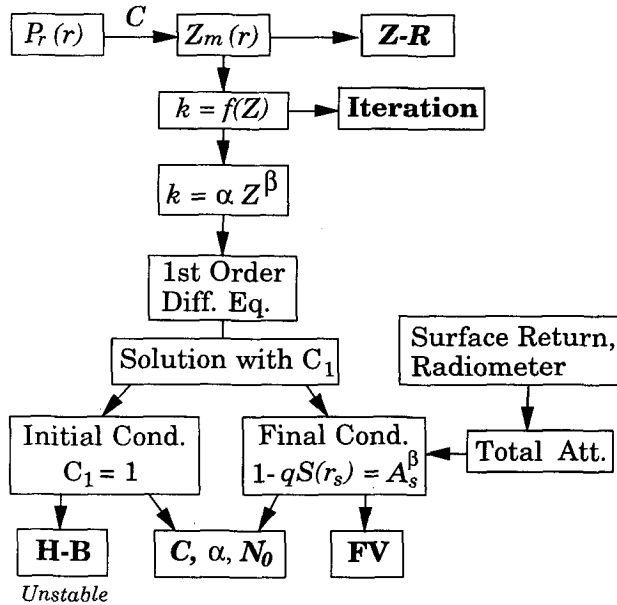 C
P_r(r)
Z_m(r)
Z-R
k = f(Z)
Iteration
k = α Z^β
1st Order
Diff. Eq.
Surface Return,
Radiometer
Solution with C_1
Initial Cond.
C_1 = 1
Final Cond.
1- qS(r_s) = A_s^β
Total Att.
H-B
C, α, N_0
FV
Unstable